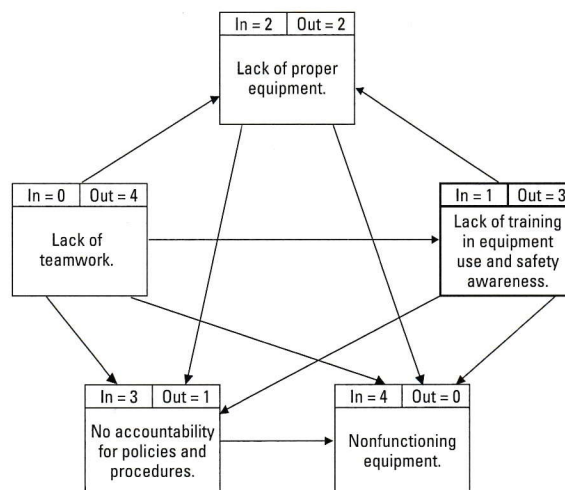 In = 2 Out = 2
Lack of proper
equipment.
In = 0 Out = 4
Lack of
teamwork.
In = 1 Out = 3
Lack of training
in equipment
use and safety
awareness.
In = 3 Out = 1
No accountability
for policies and
procedures.
In = 4 Out = 0
Nonfunctioning
equipment.